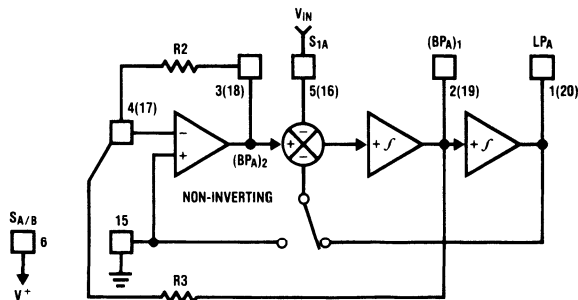 V_IN
S_1A
(BP_A)_1
LP_A
R2
3(18)
5(16)
2(19)
1(20)
4(17)
−
+
(BP_A)_2
+
−
−
+ ∫
+ ∫
NON-INVERTING
S_A/B
6
V+
15
R3